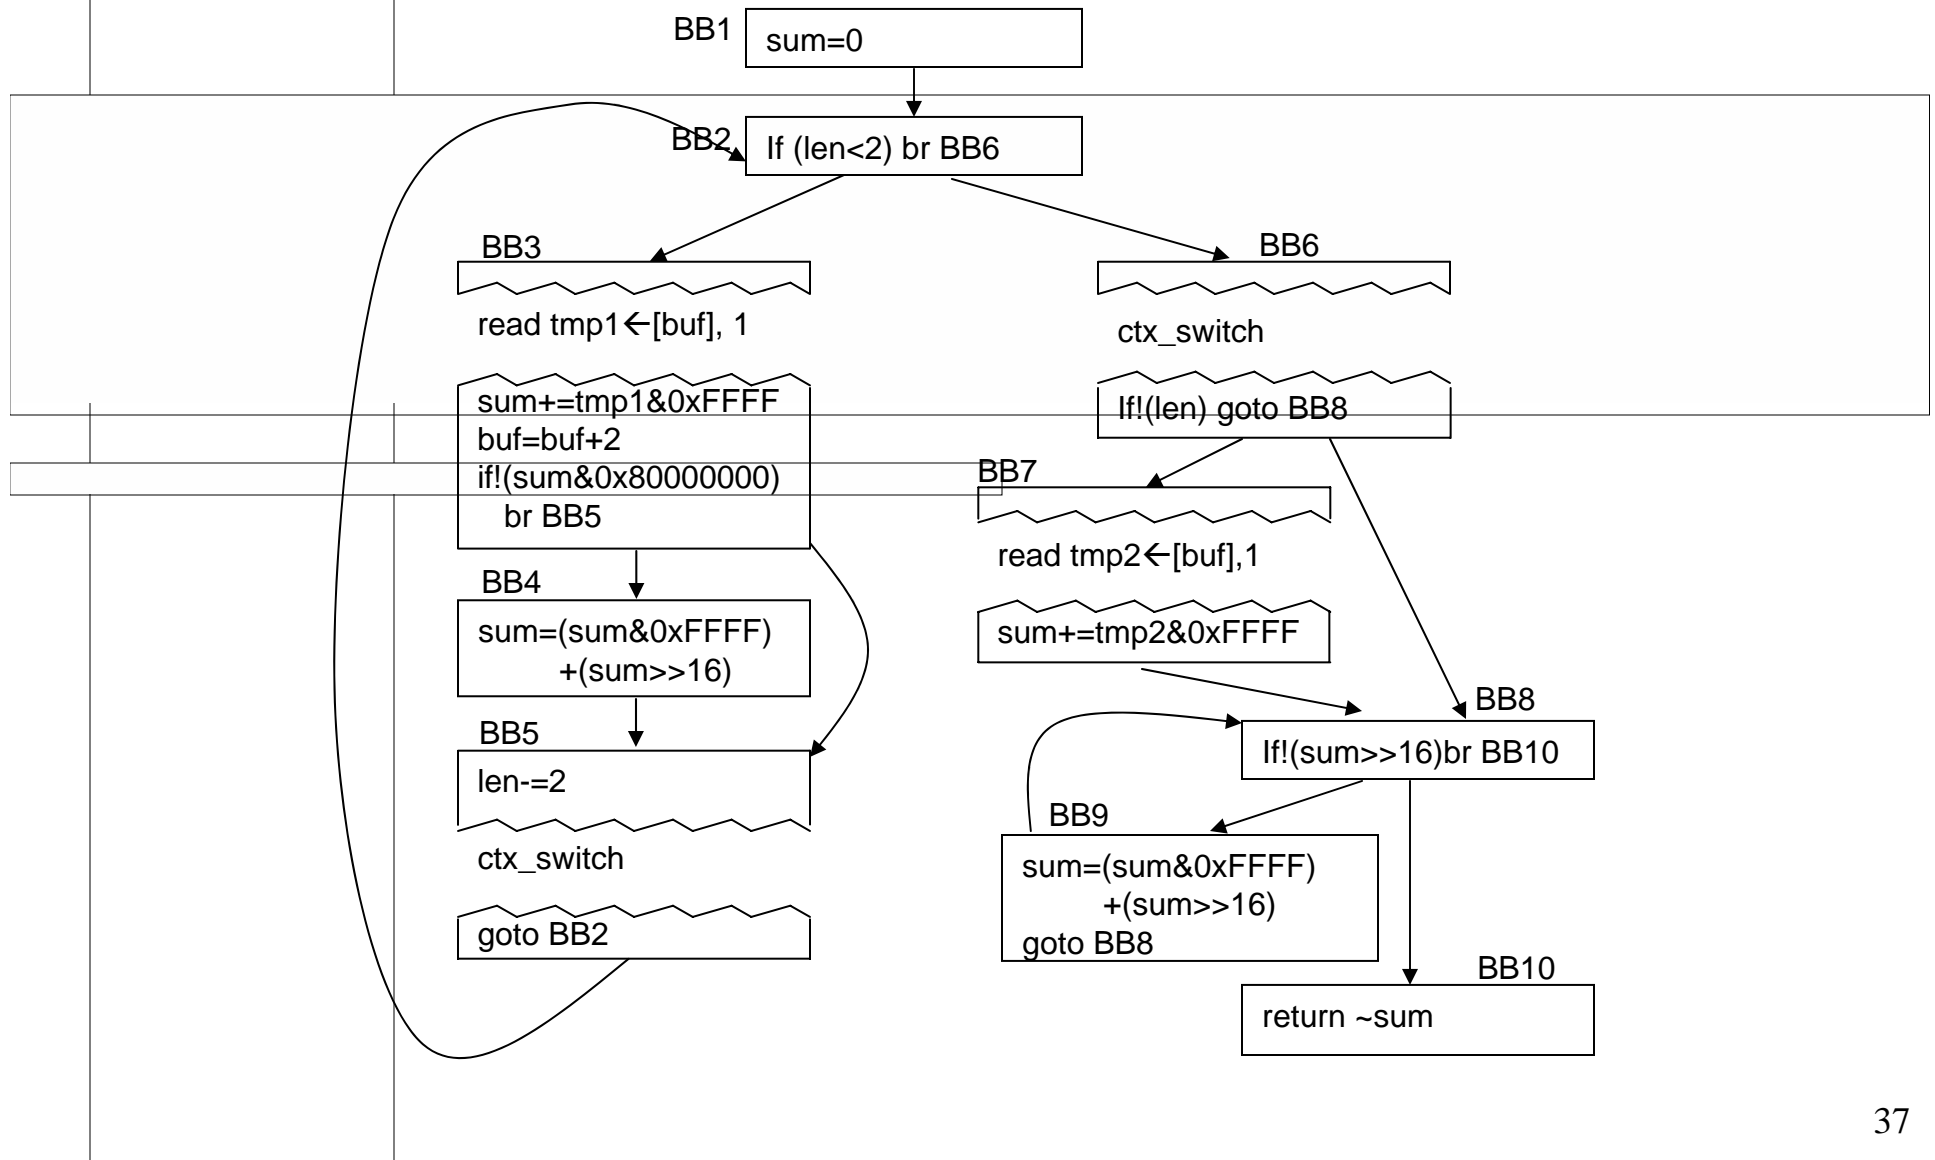 BB1
sum=0
BB2
If (len<2) br BB6
BB3
read tmp1←[buf], 1
sum+=tmp1&0xFFFF
buf=buf+2
if!(sum&0x80000000)
br BB5
BB4
sum=(sum&0xFFFF)
+(sum>>16)
BB5
len-=2
ctx_switch
goto BB2
BB6
ctx_switch
If!(len) goto BB8
BB7
read tmp2←[buf],1
sum+=tmp2&0xFFFF
BB8
If!(sum>>16)br BB10
BB9
sum=(sum&0xFFFF)
+(sum>>16)
goto BB8
BB10
return ~sum
37